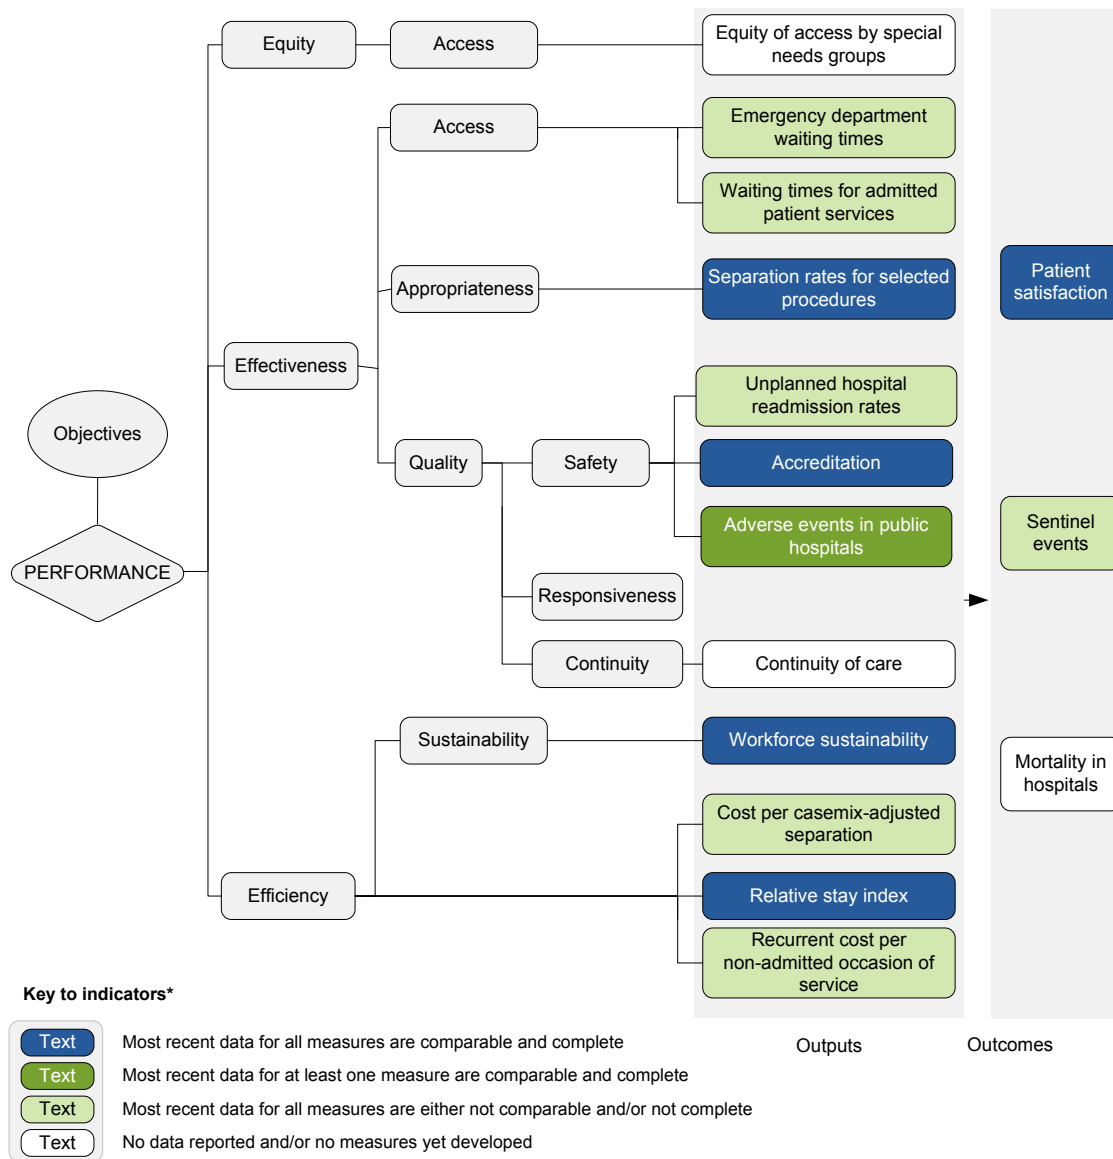 Equity
Access
Equity of access by special
needs groups
Access
Emergency department
waiting times
Waiting times for admitted
patient services
Appropriateness
Separation rates for selected
procedures
Patient
satisfaction
Effectiveness
Unplanned hospital
readmission rates
Objectives
Quality
Safety
Accreditation
Adverse events in public
hospitals
Sentinel
events
PERFORMANCE
Responsiveness
Continuity
Continuity of care
Sustainability
Workforce sustainability
Mortality in
hospitals
Cost per casemix-adjusted
separation
Efficiency
Relative stay index
Recurrent cost per
non-admitted occasion of
service
Key to indicators*
Text
Most recent data for all measures are comparable and complete
Text
Most recent data for at least one measure are comparable and complete
Text
Most recent data for all measures are either not comparable and/or not complete
Text
No data reported and/or no measures yet developed
Outputs
Outcomes